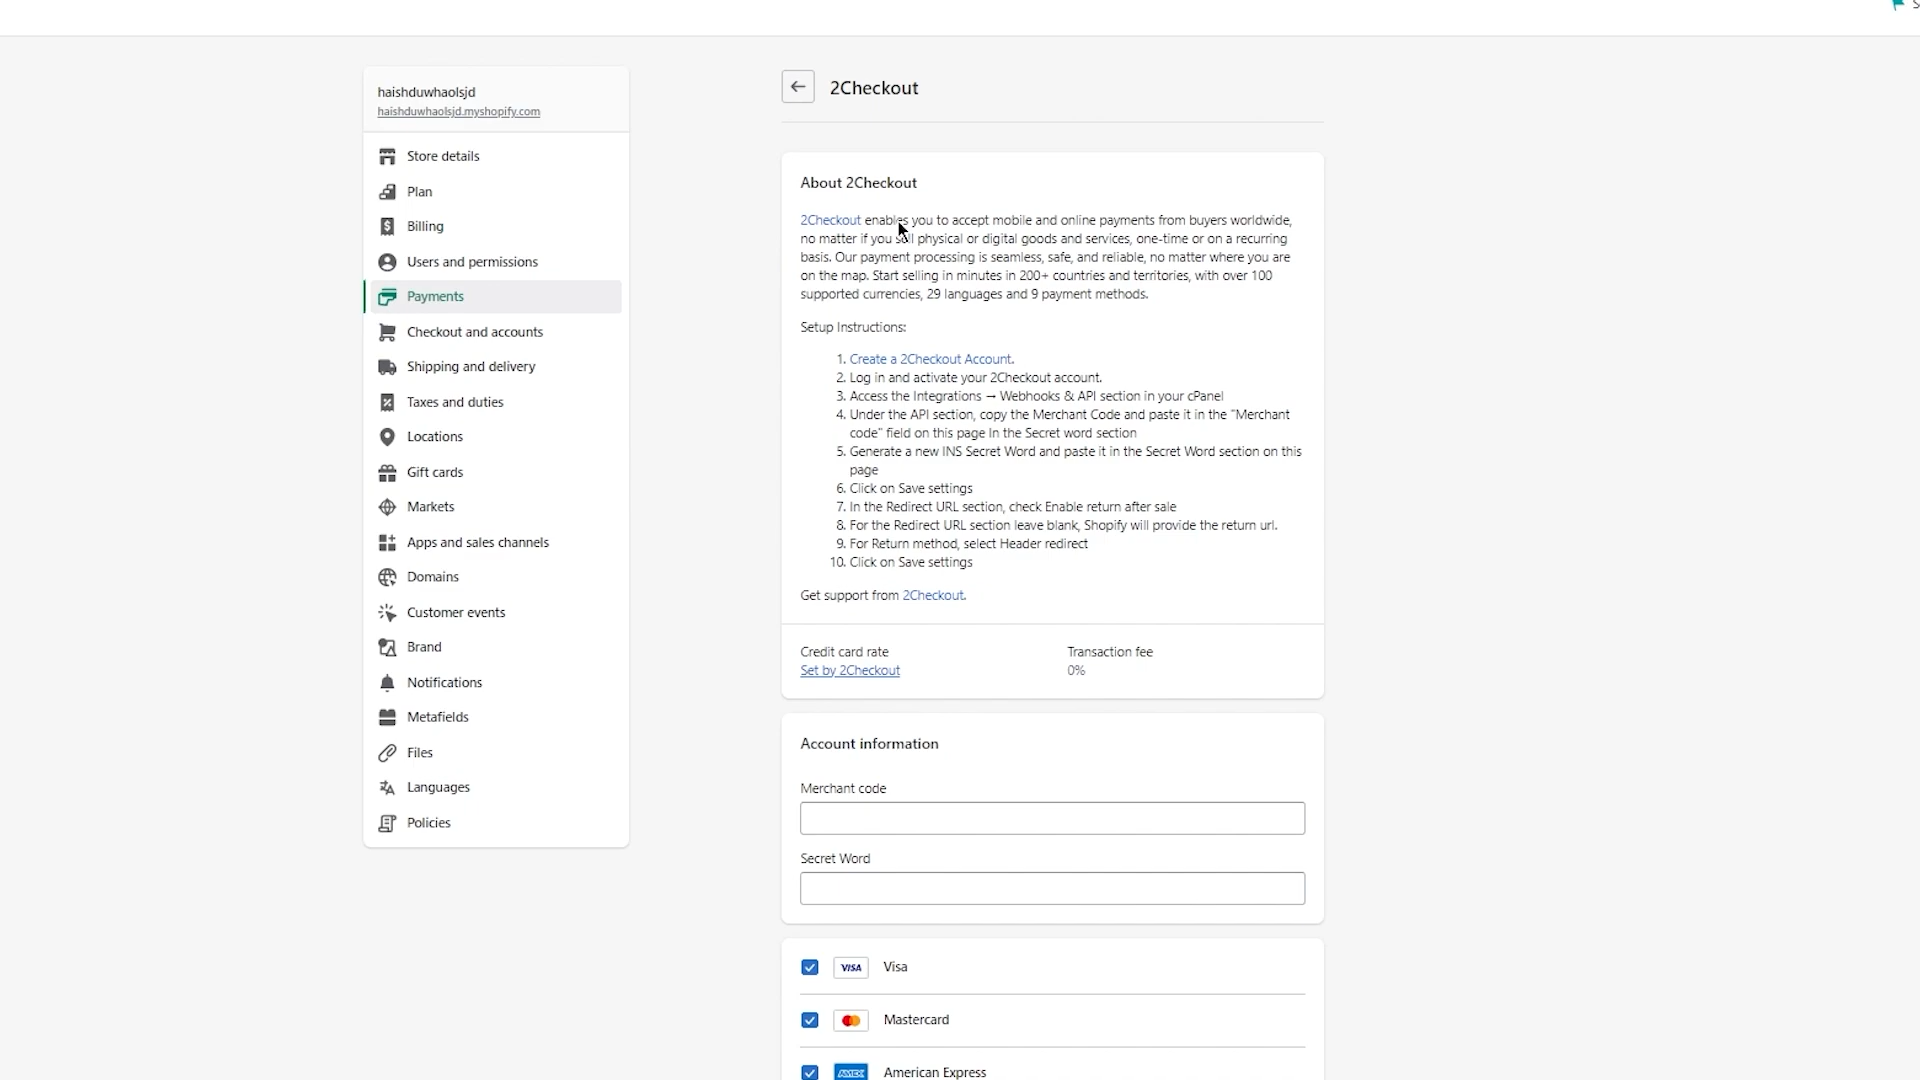 haishduwhaolsjd
haishduwhaolsjd.myshopify.com
Store details
Plan
Billing
Users and permissions
Payments
Checkout and accounts
Shipping and delivery
Taxes and duties
Locations
Gift cards
Markets
Apps and sales channels
Domains
Customer events
Brand
Notifications
Metafields
Files
Languages
Policies
2Checkout
About 2Checkout
2Checkout enables you to accept mobile and online payments from buyers worldwide,
no matter if you sell physical or digital goods and services, one-time or on a recurring
basis. Our payment processing is seamless, safe, and reliable, no matter where you are
on the map. Start selling in minutes in 200+ countries and territories, with over 100
supported currencies, 29 languages and 9 payment methods.
Setup Instructions:
1. Create a 2Checkout Account.
2. Log in and activate your 2Checkout account.
3. Access the Integrations → Webhooks & API section in your cPanel
4. Under the API section, copy the Merchant Code and paste it in the "Merchant
code" field on this page In the Secret word section
5. Generate a new INS Secret Word and paste it in the Secret Word section on this
page
6. Click on Save settings
7. In the Redirect URL section, check Enable return after sale
8. For the Redirect URL section leave blank, Shopify will provide the return url.
9. For Return method, select Header redirect
10. Click on Save settings
Get support from 2Checkout.
Credit card rate
Set by 2Checkout
Transaction fee
0%
Account information
Merchant code
Secret Word
VISA Visa
Mastercard
AMEX American Express